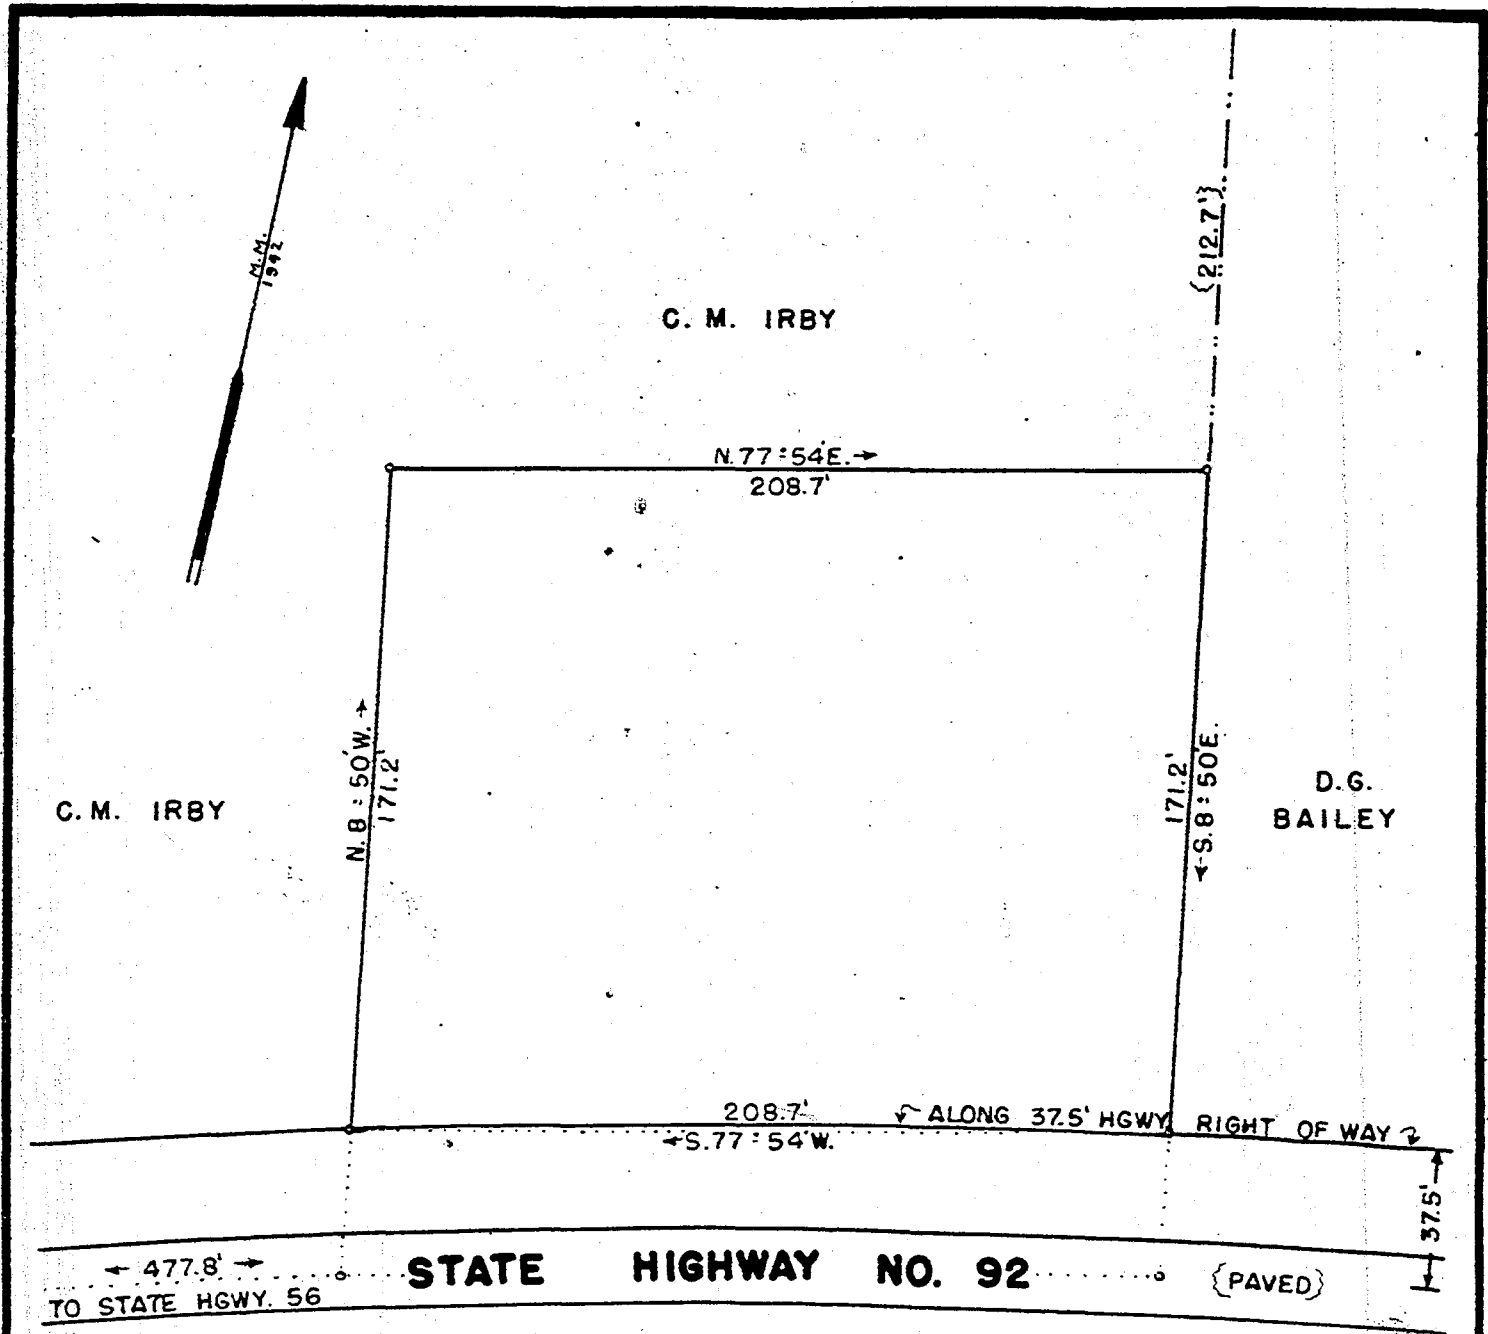 M.M.
1942
{212.7'}
C. M. IRBY
N.77:54'E.→
208.7'
N.8:50'W.→
171.2'
171.2'
←S.8:50'E.
C.M. IRBY
D.G.
BAILEY
208.7'
ALONG 37.5' HGWY RIGHT OF WAY
←S.77:54'W.
37.5'
← 477.8' →
STATE HIGHWAY NO. 92
{PAVED}
TO STATE HGWY. 56